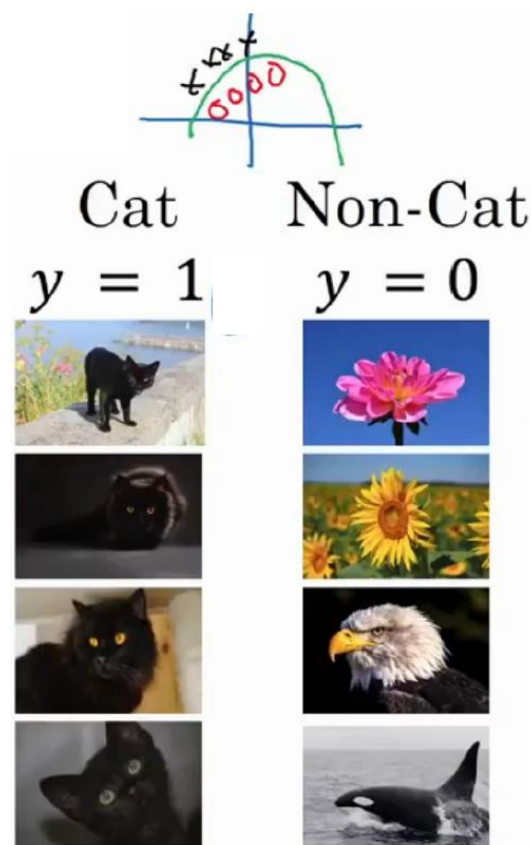 Cat
Non-Cat
y = 1
y = 0